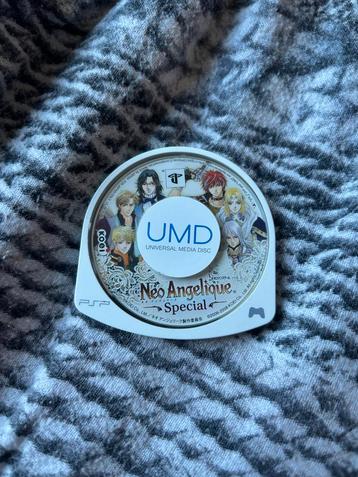 UMD
UNIVERSAL MEDIA DISC
KOEI
Neo Angelique
Special
PSP